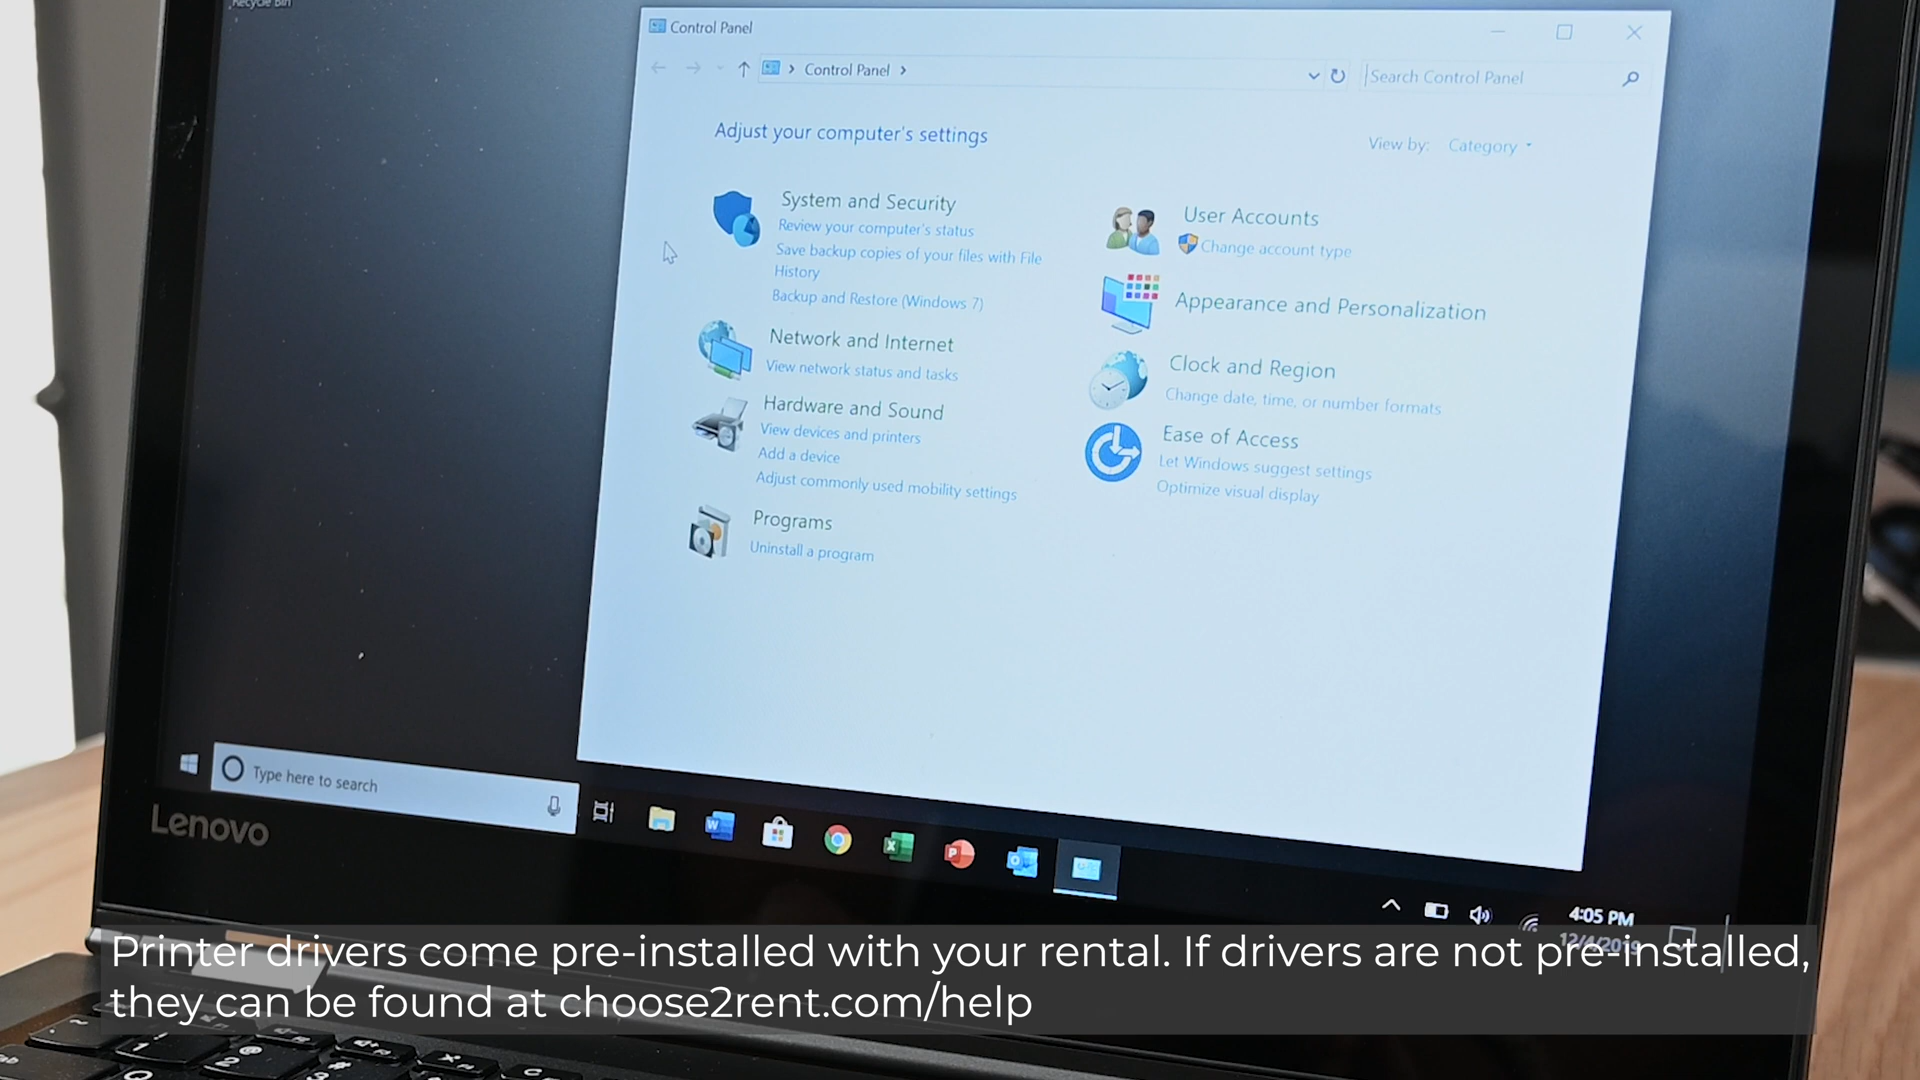 Recycle Bin
Control Panel
Control Panel
Search Control Panel
Adjust your computer's settings
View by: Category
System and Security
Review your computer's status
Save backup copies of your files with File
History
Backup and Restore (Windows 7)
Network and Internet
View network status and tasks
Hardware and Sound
View devices and printers
Add a device
Adjust commonly used mobility settings
Programs
Uninstall a program
User Accounts
Change account type
Appearance and Personalization
Clock and Region
Change date, time, or number formats
Ease of Access
Let Windows suggest settings
Optimize visual display
Type here to search
4:05 PM
12/4/2019
Lenovo
Printer drivers come pre-installed with your rental. If drivers are not pre-installed,
they can be found at choose2rent.com/help